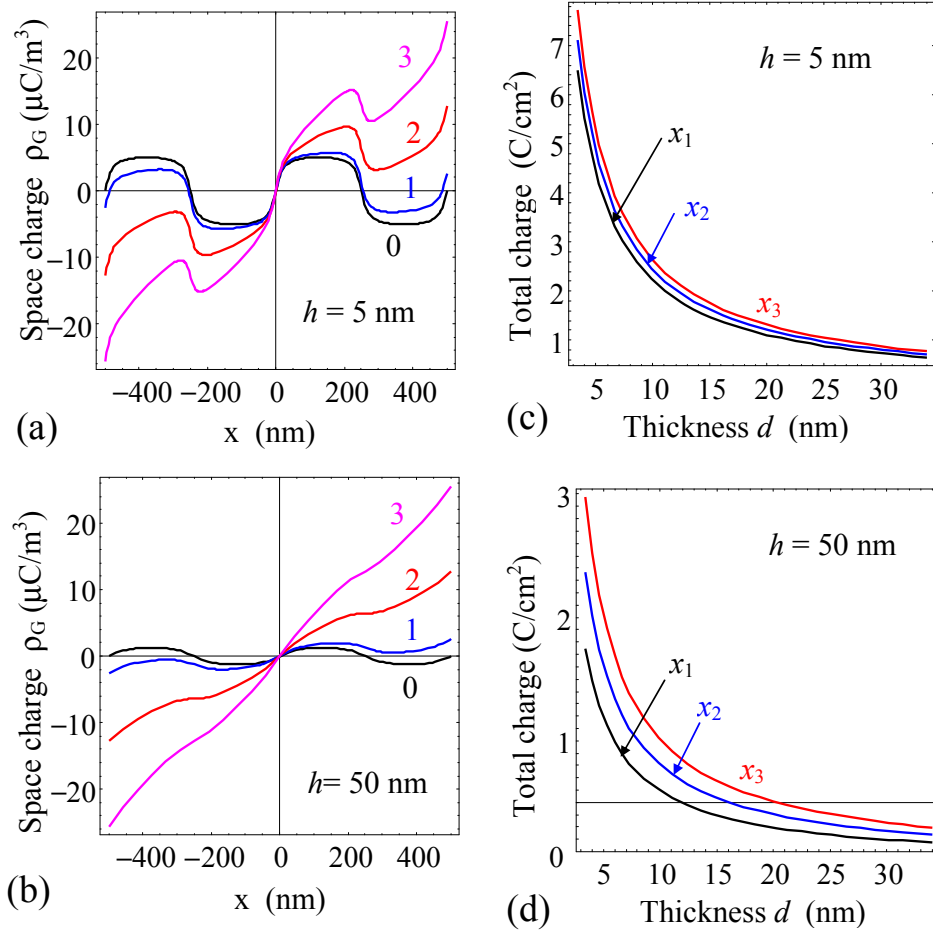 Space charge ρG (μC/m³)
20
10
0
−10
−20
3
2
1
0
h = 5 nm
−400
−200
0
200
400
x (nm)
(a)
Total charge (C/cm²)
7
6
5
4
3
2
1
h = 5 nm
x1
x2
x3
5
10
15
20
25
30
Thickness d (nm)
(c)
Space charge ρG (μC/m³)
20
10
0
−10
−20
3
2
1
0
h= 50 nm
−400
−200
0
200
400
x (nm)
(b)
Total charge (C/cm²)
3
2
1
0
h = 50 nm
x1
x2
x3
5
10
15
20
25
30
Thickness d (nm)
(d)